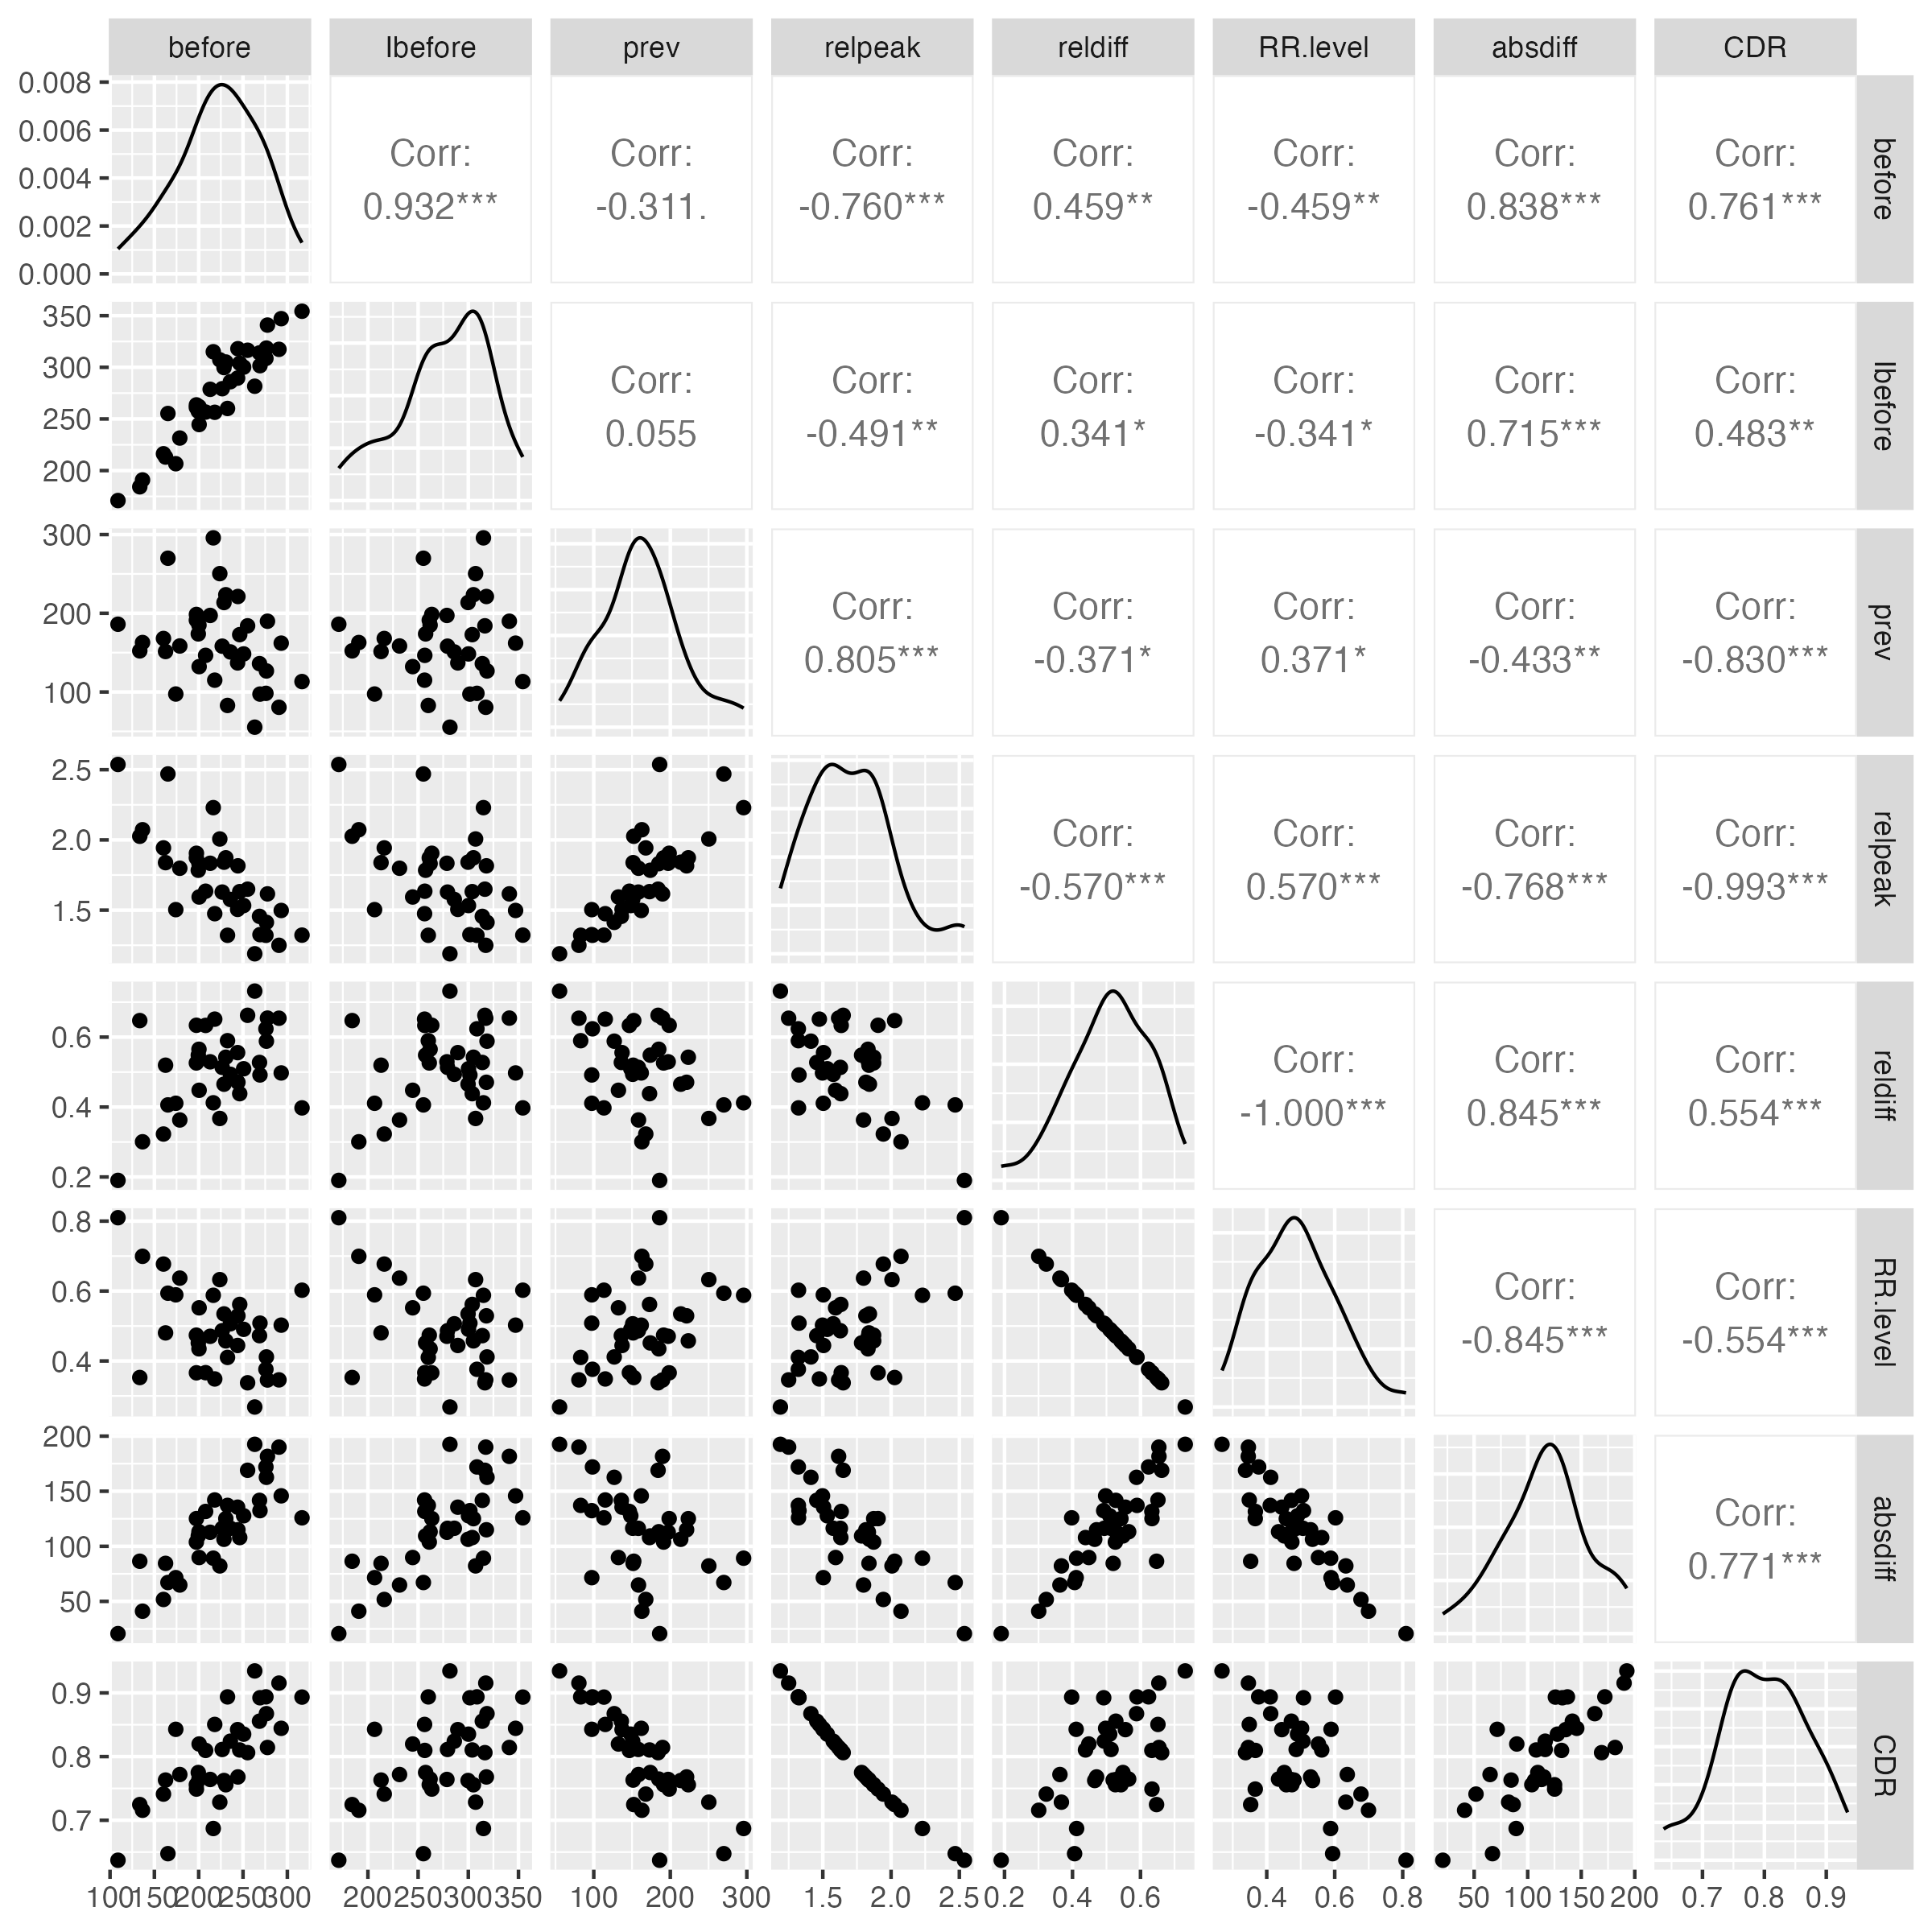 before lbefore prev relpeak reldiff RR.level absdiff CDR
0.008
0.006
0.004
0.002
0.000
Corr: Corr: Corr: Corr: Corr: Corr: Corr:
0.932*** -0.311. -0.760*** 0.459** -0.459** 0.838*** 0.761***
before
350
300
250
200
Corr: Corr: Corr: Corr: Corr: Corr:
0.055 -0.491** 0.341* -0.341* 0.715*** 0.483**
lbefore
300
200
100
Corr: Corr: Corr: Corr: Corr:
0.805*** -0.371* 0.371* -0.433** -0.830***
prev
2.5
2.0
1.5
Corr: Corr: Corr: Corr:
-0.570*** 0.570*** -0.768*** -0.993***
relpeak
0.6
0.4
0.2
Corr: Corr: Corr:
-1.000*** 0.845*** 0.554***
reldiff
0.8
0.6
0.4
Corr: Corr:
-0.845*** -0.554***
RR.level
200
150
100
50
Corr:
0.771***
absdiff
0.9
0.8
0.7
CDR
100 150 200 250 300 200 250 300 350 100 200 300 1.5 2.0 2.5 0.2 0.4 0.6 0.4 0.6 0.8 50 100 150 200 0.7 0.8 0.9